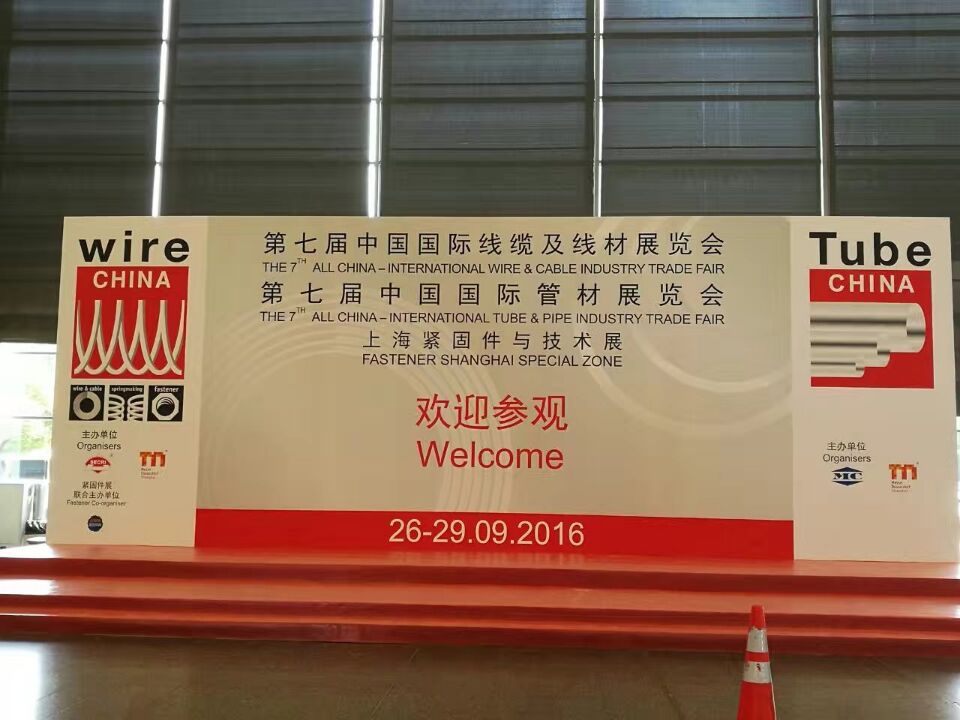 wire
CHINA
wire & cable
springmaking
fastener
主办单位
Organisers
SECRI
紧固件展
联合主办单位
Fastener Co-organiser
第七届中国国际线缆及线材展览会
THE 7TH ALL CHINA – INTERNATIONAL WIRE & CABLE INDUSTRY TRADE FAIR
第七届中国国际管材展览会
THE 7TH ALL CHINA – INTERNATIONAL TUBE & PIPE INDUSTRY TRADE FAIR
上海紧固件与技术展
FASTENER SHANGHAI SPECIAL ZONE
欢迎参观
Welcome
26-29.09.2016
Tube
CHINA
主办单位
Organisers
MC